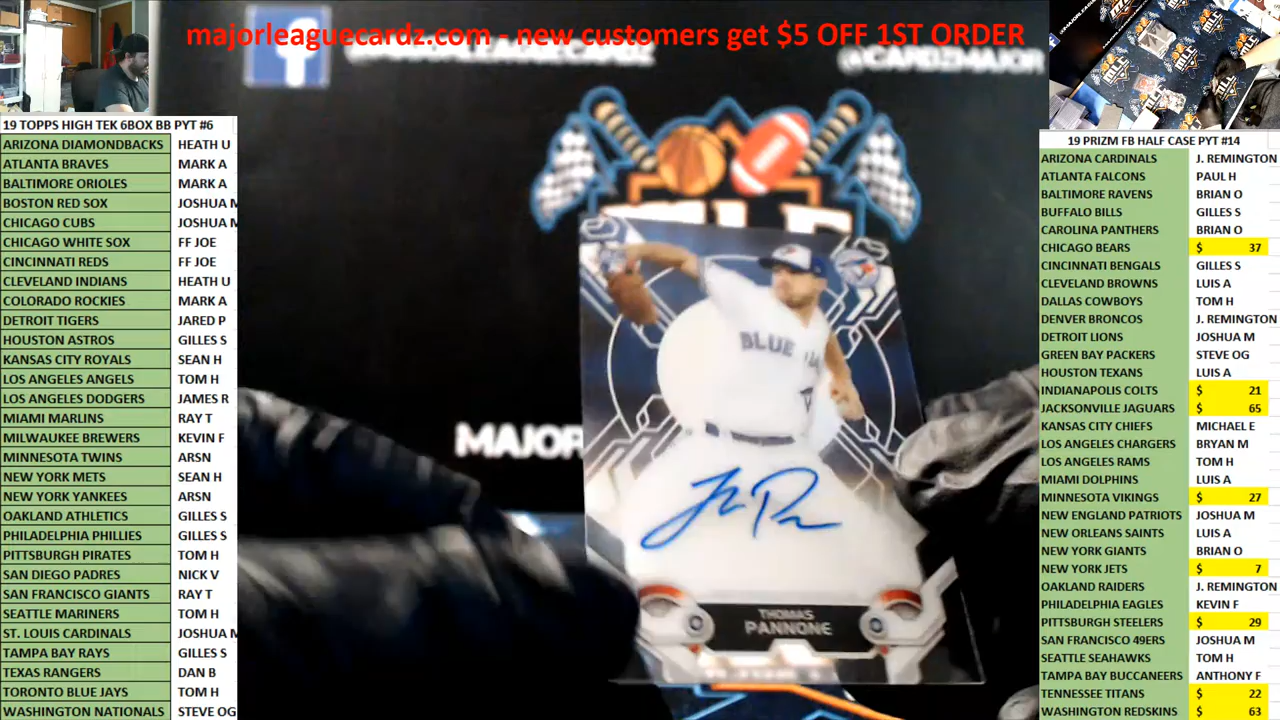 majorleaguecardz.com - new customers get $5 OFF 1ST ORDER
@CARDZMAJOR
19 TOPPS HIGH TEK 6BOX BB PYT #6
ARIZONA DIAMONDBACKS HEATH U
ATLANTA BRAVES MARK A
BALTIMORE ORIOLES MARK A
BOSTON RED SOX JOSHUA M
CHICAGO CUBS JOSHUA M
CHICAGO WHITE SOX FF JOE
CINCINNATI REDS FF JOE
CLEVELAND INDIANS HEATH U
COLORADO ROCKIES MARK A
DETROIT TIGERS JARED P
HOUSTON ASTROS GILLES S
KANSAS CITY ROYALS SEAN H
LOS ANGELES ANGELS TOM H
LOS ANGELES DODGERS JAMES R
MIAMI MARLINS RAY T
MILWAUKEE BREWERS KEVIN F
MINNESOTA TWINS ARSN
NEW YORK METS SEAN H
NEW YORK YANKEES ARSN
OAKLAND ATHLETICS GILLES S
PHILADELPHIA PHILLIES GILLES S
PITTSBURGH PIRATES TOM H
SAN DIEGO PADRES NICK V
SAN FRANCISCO GIANTS RAY T
SEATTLE MARINERS TOM H
ST. LOUIS CARDINALS JOSHUA M
TAMPA BAY RAYS GILLES S
TEXAS RANGERS DAN B
TORONTO BLUE JAYS TOM H
WASHINGTON NATIONALS STEVE OG
BLUE
MAJOR
THOMAS
PANNONE
19 PRIZM FB HALF CASE PYT #14
ARIZONA CARDINALS J. REMINGTON
ATLANTA FALCONS PAUL H
BALTIMORE RAVENS BRIAN O
BUFFALO BILLS GILLES S
CAROLINA PANTHERS BRIAN O
CHICAGO BEARS $ 37
CINCINNATI BENGALS GILLES S
CLEVELAND BROWNS LUIS A
DALLAS COWBOYS TOM H
DENVER BRONCOS J. REMINGTON
DETROIT LIONS JOSHUA M
GREEN BAY PACKERS STEVE OG
HOUSTON TEXANS LUIS A
INDIANAPOLIS COLTS $ 21
JACKSONVILLE JAGUARS $ 65
KANSAS CITY CHIEFS MICHAEL E
LOS ANGELES CHARGERS BRYAN M
LOS ANGELES RAMS TOM H
MIAMI DOLPHINS LUIS A
MINNESOTA VIKINGS $ 27
NEW ENGLAND PATRIOTS JOSHUA M
NEW ORLEANS SAINTS LUIS A
NEW YORK GIANTS BRIAN O
NEW YORK JETS $ 7
OAKLAND RAIDERS J. REMINGTON
PHILADELPHIA EAGLES KEVIN F
PITTSBURGH STEELERS $ 29
SAN FRANCISCO 49ERS JOSHUA M
SEATTLE SEAHAWKS TOM H
TAMPA BAY BUCCANEERS ANTHONY F
TENNESSEE TITANS $ 22
WASHINGTON REDSKINS $ 63